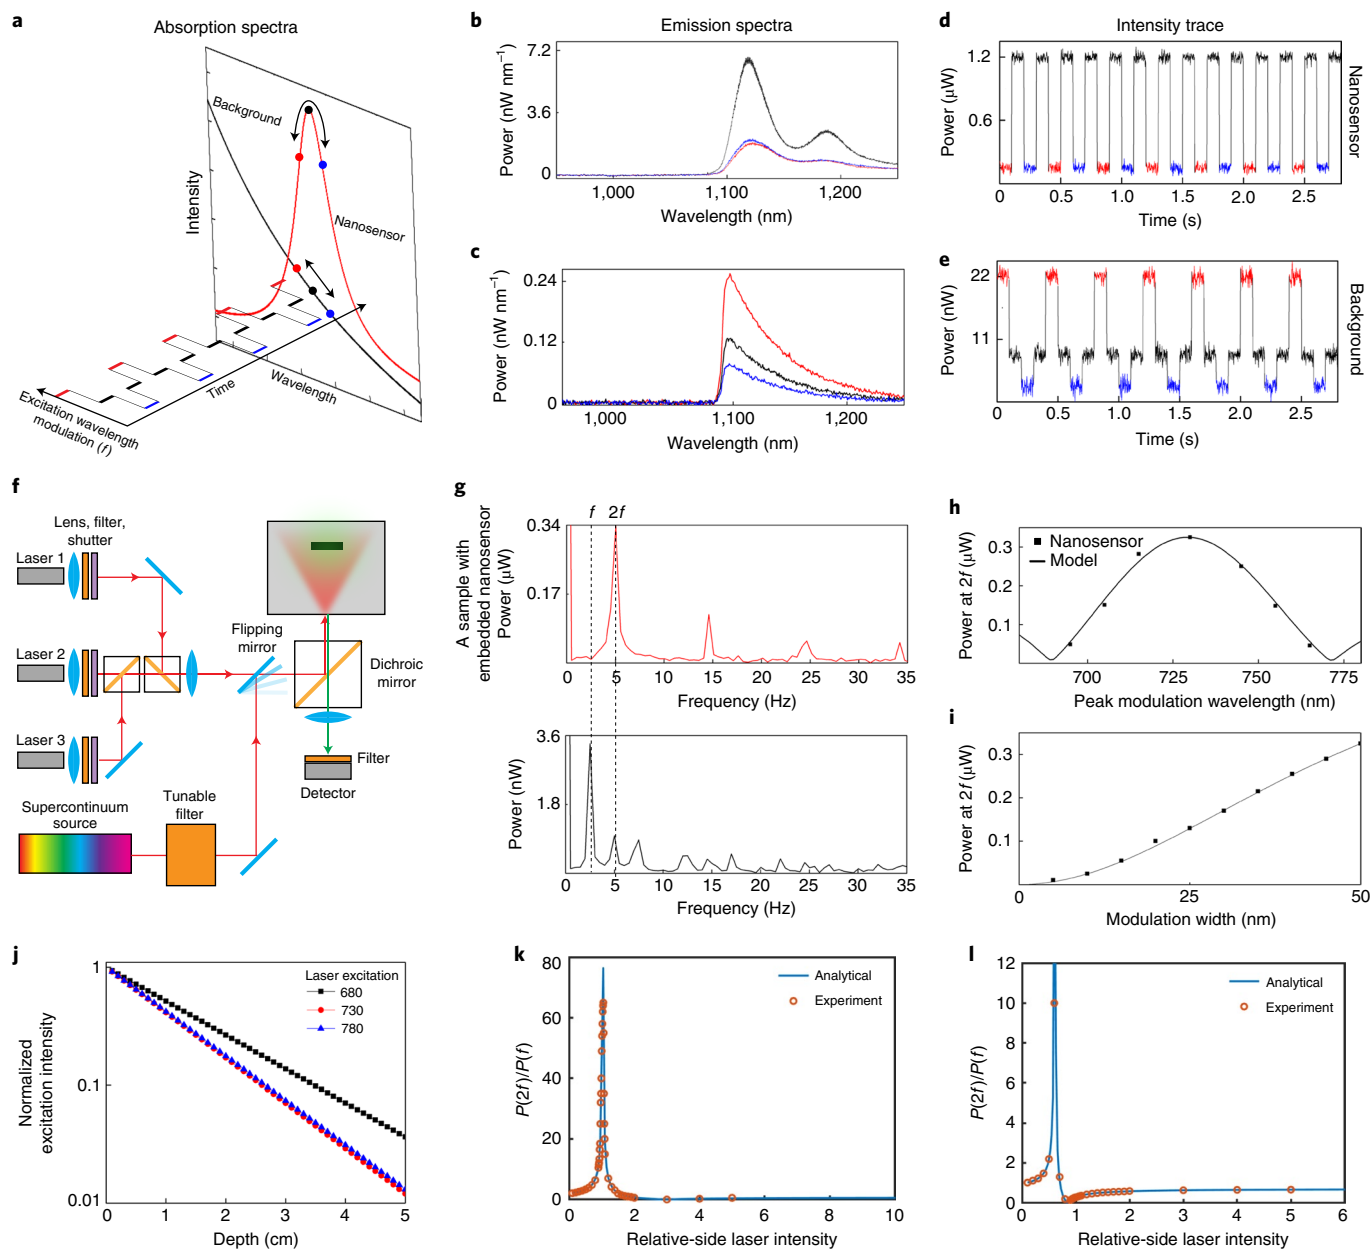 a
Absorption spectra
Background
Intensity
Nanosensor
Time
Wavelength
Excitation wavelength
modulation (f)
b
Emission spectra
Power (nW nm⁻¹)
7.2
3.6
0
1,000
1,100
1,200
Wavelength (nm)
c
Power (nW nm⁻¹)
0.24
0.12
0
1,000
1,100
1,200
Wavelength (nm)
d
Intensity trace
Power (μW)
1.2
0.6
0
0.5
1.0
1.5
2.0
2.5
Time (s)
Nanosensor
e
Power (nW)
22
11
0
0
0.5
1.0
1.5
2.0
2.5
Time (s)
Background
f
Lens, filter,
shutter
Laser 1
Laser 2
Laser 3
Flipping
mirror
Dichroic
mirror
Filter
Detector
Supercontinuum
source
Tunable
filter
g
f
2f
A sample with
embedded nanosensor
Power (μW)
0.34
0.17
0
5
10
15
20
25
30
35
Frequency (Hz)
Power (nW)
3.6
1.8
0
5
10
15
20
25
30
35
Frequency (Hz)
h
Power at 2f (μW)
0.3
0.2
0.1
Nanosensor
Model
700
725
750
775
Peak modulation wavelength (nm)
i
Power at 2f (μW)
0.3
0.2
0.1
0
25
50
Modulation width (nm)
j
Normalized
excitation intensity
1
0.1
0.01
Laser excitation
680
730
780
0
1
2
3
4
5
Depth (cm)
k
P(2f)/P(f)
80
60
40
20
0
Analytical
Experiment
0
2
4
6
8
10
Relative-side laser intensity
l
P(2f)/P(f)
12
10
8
6
4
2
0
Analytical
Experiment
0
1
2
3
4
5
6
Relative-side laser intensity